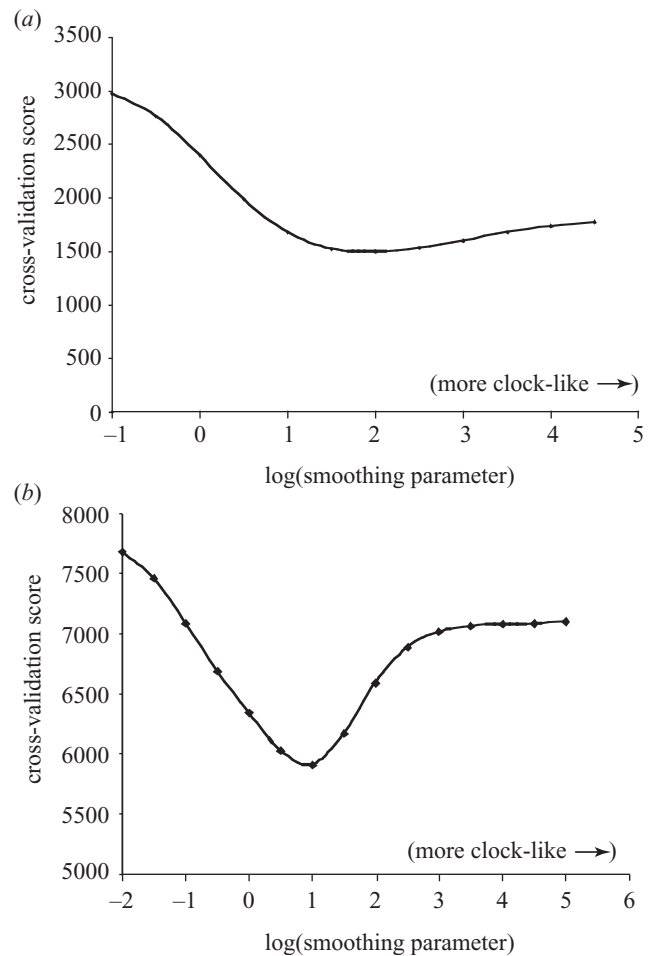 (a)
3500
3000
2500
2000
1500
1000
500
0
cross-validation score
(more clock-like →)
–1 0 1 2 3 4 5
log(smoothing parameter)
(b)
8000
7500
7000
6500
6000
5500
5000
cross-validation score
(more clock-like →)
–2 –1 0 1 2 3 4 5 6
log(smoothing parameter)